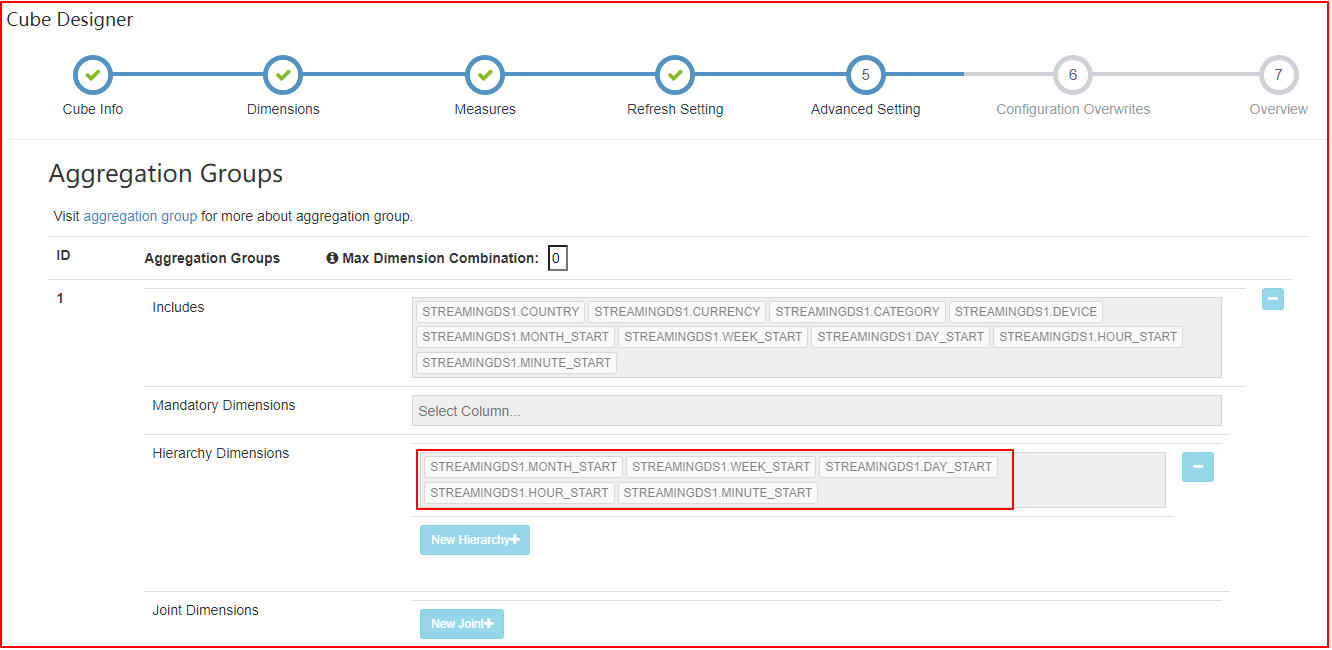 Cube Designer
5 6 7
Cube Info Dimensions Measures Refresh Setting Advanced Setting Configuration Overwrites Overview
Aggregation Groups
Visit aggregation group for more about aggregation group.
ID Aggregation Groups Max Dimension Combination: 0
1 Includes STREAMINGDS1.COUNTRY STREAMINGDS1.CURRENCY STREAMINGDS1.CATEGORY STREAMINGDS1.DEVICE
STREAMINGDS1.MONTH_START STREAMINGDS1.WEEK_START STREAMINGDS1.DAY_START STREAMINGDS1.HOUR_START
STREAMINGDS1.MINUTE_START
Mandatory Dimensions Select Column...
Hierarchy Dimensions STREAMINGDS1.MONTH_START STREAMINGDS1.WEEK_START STREAMINGDS1.DAY_START
STREAMINGDS1.HOUR_START STREAMINGDS1.MINUTE_START
New Hierarchy+
Joint Dimensions
New Joint+